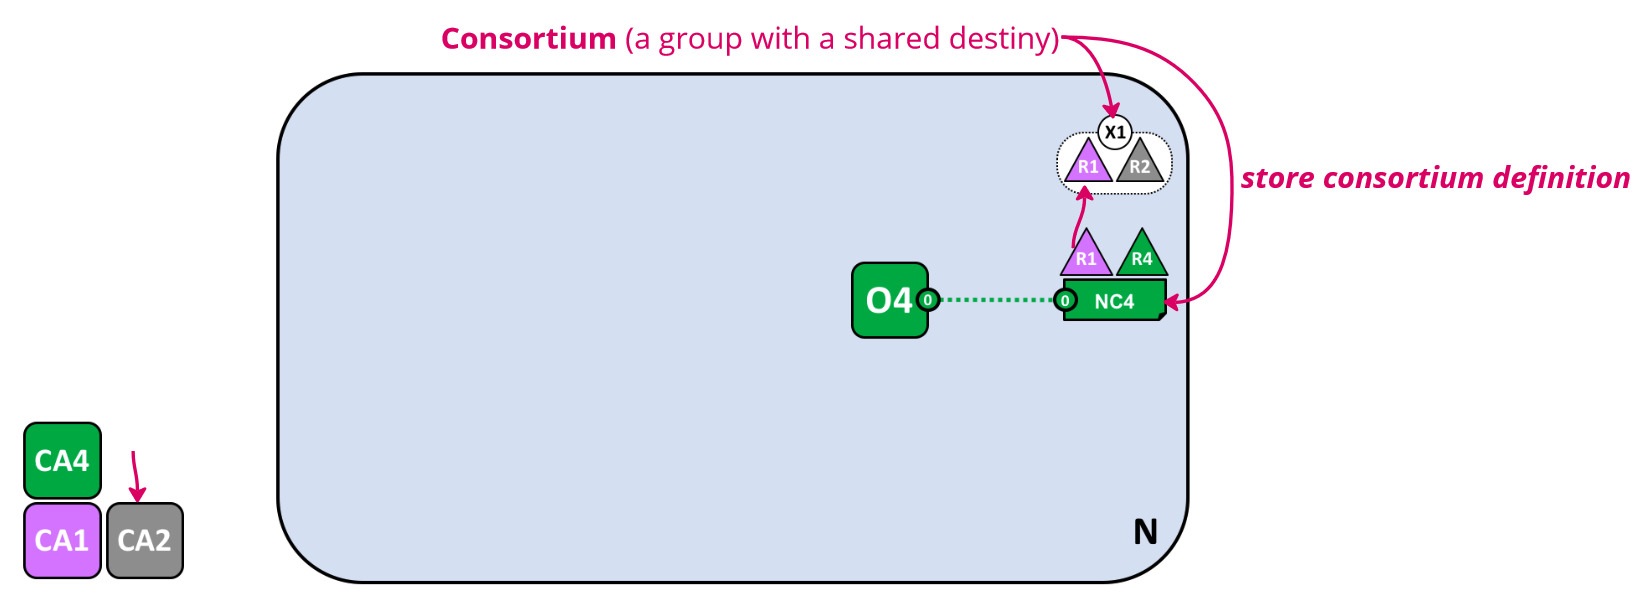 Consortium (a group with a shared destiny)
X1
R1 R2
store consortium definition
R1 R4
O4 0 0 NC4
CA4
CA1 CA2
N